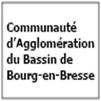 Communauté
d'Agglomération
du Bassin de
Bourg-en-Bresse